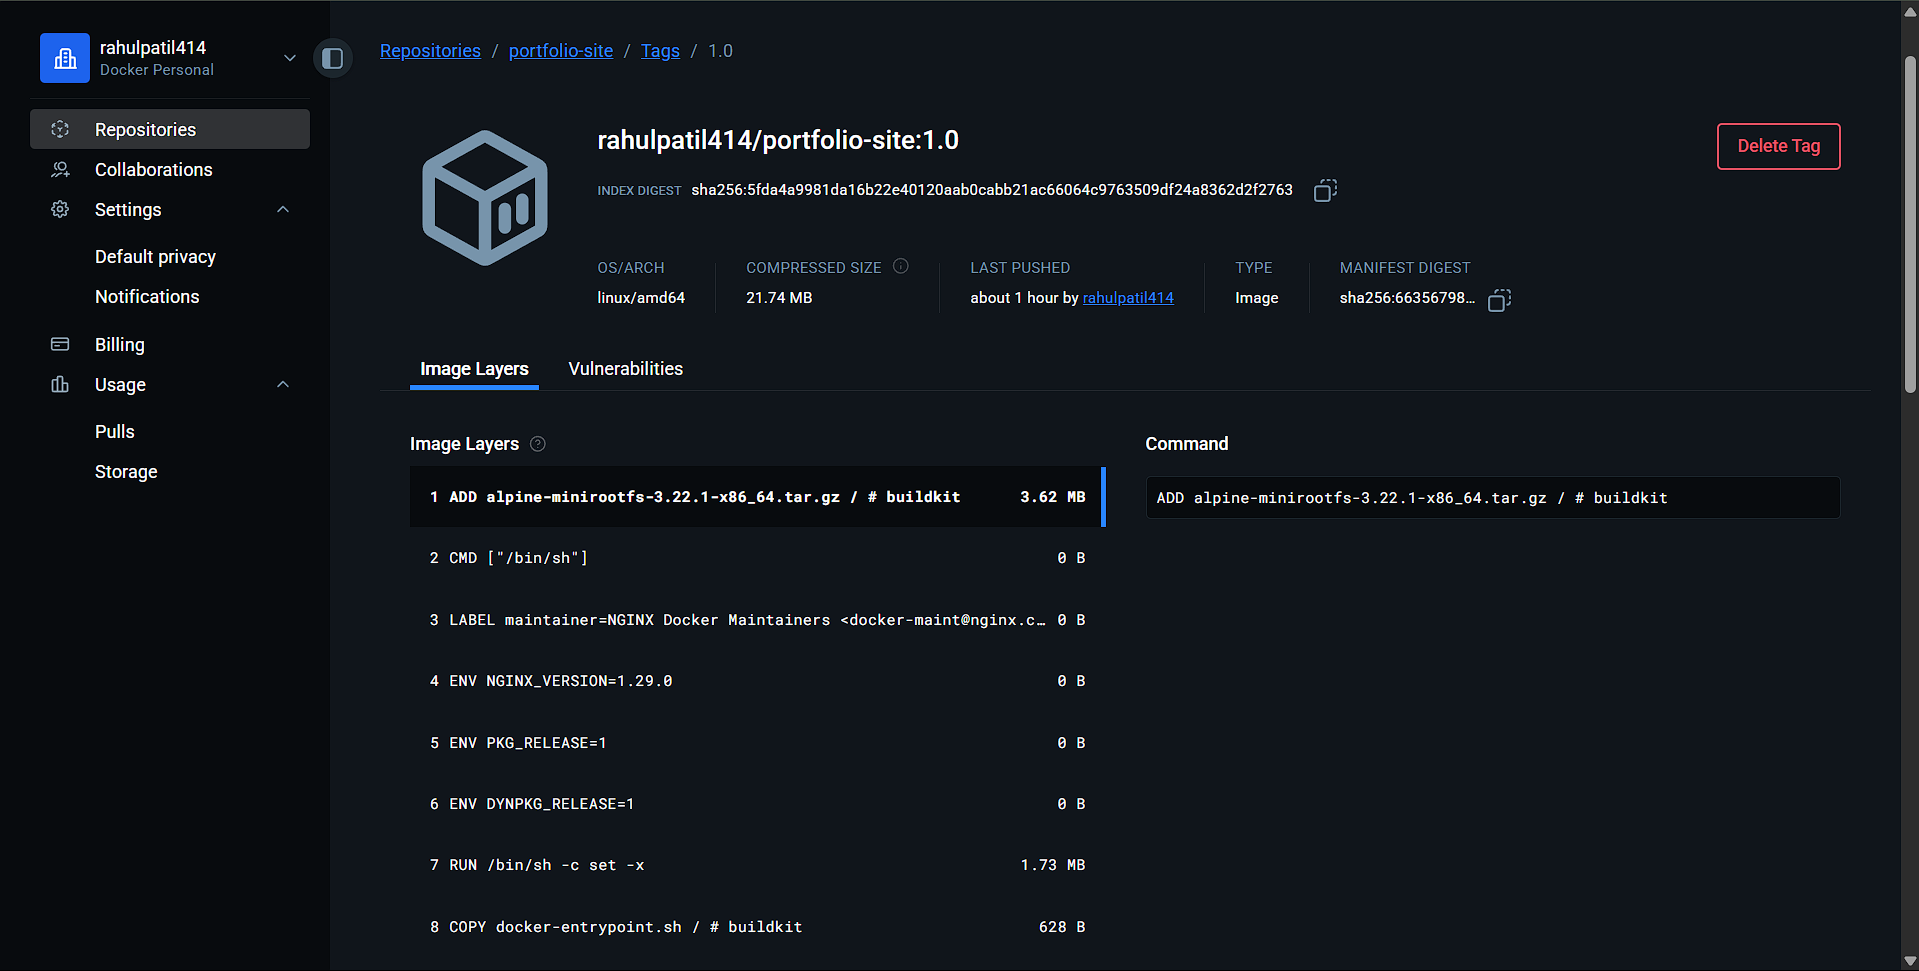 rahulpatil414
Docker Personal
Repositories
Collaborations
Settings
Default privacy
Notifications
Billing
Usage
Pulls
Storage
Repositories / portfolio-site / Tags / 1.0
rahulpatil414/portfolio-site:1.0
Delete Tag
INDEX DIGEST sha256:5fda4a9981da16b22e40120aab0cabb21ac66064c9763509df24a8362d2f2763
OS/ARCH
linux/amd64
COMPRESSED SIZE
21.74 MB
LAST PUSHED
about 1 hour by rahulpatil414
TYPE
Image
MANIFEST DIGEST
sha256:66356798...
Image Layers Vulnerabilities
Image Layers
1 ADD alpine-minirootfs-3.22.1-x86_64.tar.gz / # buildkit 3.62 MB
2 CMD ["/bin/sh"] 0 B
3 LABEL maintainer=NGINX Docker Maintainers <docker-maint@nginx.c… 0 B
4 ENV NGINX_VERSION=1.29.0 0 B
5 ENV PKG_RELEASE=1 0 B
6 ENV DYNPKG_RELEASE=1 0 B
7 RUN /bin/sh -c set -x 1.73 MB
8 COPY docker-entrypoint.sh / # buildkit 628 B
Command
ADD alpine-minirootfs-3.22.1-x86_64.tar.gz / # buildkit